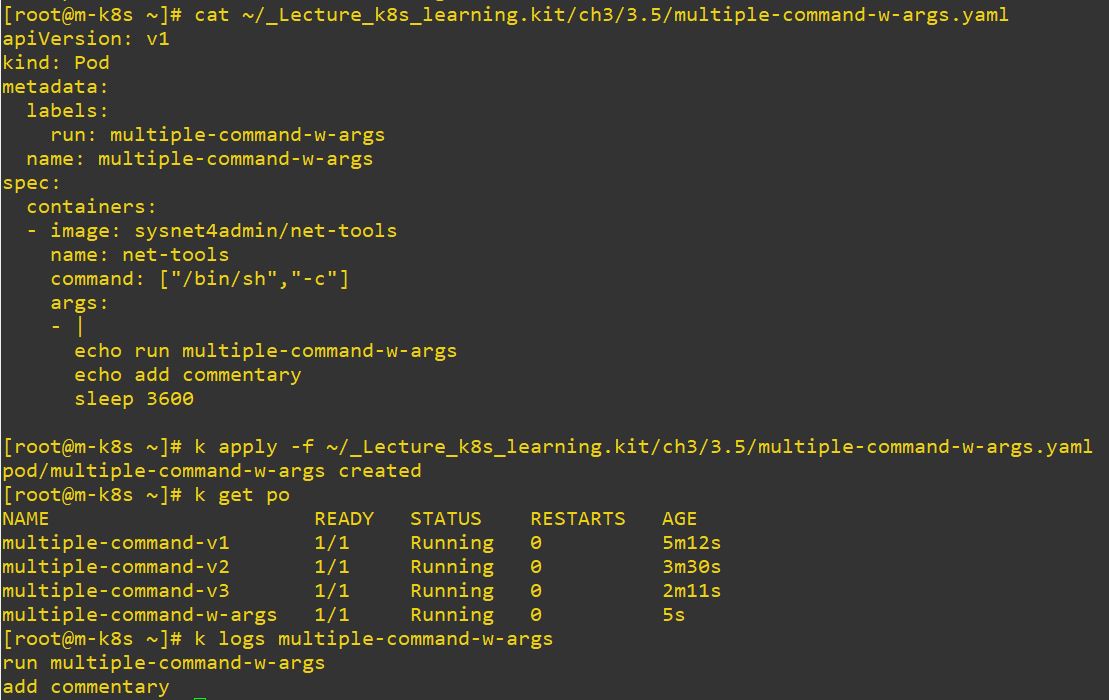 [root@m-k8s ~]# cat ~/_Lecture_k8s_learning.kit/ch3/3.5/multiple-command-w-args.yaml
apiVersion: v1
kind: Pod
metadata:
  labels:
    run: multiple-command-w-args
  name: multiple-command-w-args
spec:
  containers:
  - image: sysnet4admin/net-tools
    name: net-tools
    command: ["/bin/sh","-c"]
    args:
    - |
      echo run multiple-command-w-args
      echo add commentary
      sleep 3600
[root@m-k8s ~]# k apply -f ~/_Lecture_k8s_learning.kit/ch3/3.5/multiple-command-w-args.yaml
pod/multiple-command-w-args created
[root@m-k8s ~]# k get po
NAME                      READY   STATUS    RESTARTS   AGE
multiple-command-v1       1/1     Running   0          5m12s
multiple-command-v2       1/1     Running   0          3m30s
multiple-command-v3       1/1     Running   0          2m11s
multiple-command-w-args   1/1     Running   0          5s
[root@m-k8s ~]# k logs multiple-command-w-args
run multiple-command-w-args
add commentary